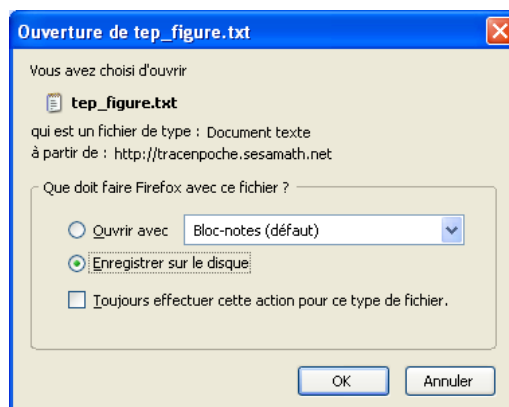 Ouverture de tep_figure.txt
Vous avez choisi d'ouvrir
tep_figure.txt
qui est un fichier de type : Document texte
à partir de : http://tracenpoche.sesamath.net
Que doit faire Firefox avec ce fichier ?
Ouvrir avec Bloc-notes (défaut)
Enregistrer sur le disque
Toujours effectuer cette action pour ce type de fichier.
OK Annuler